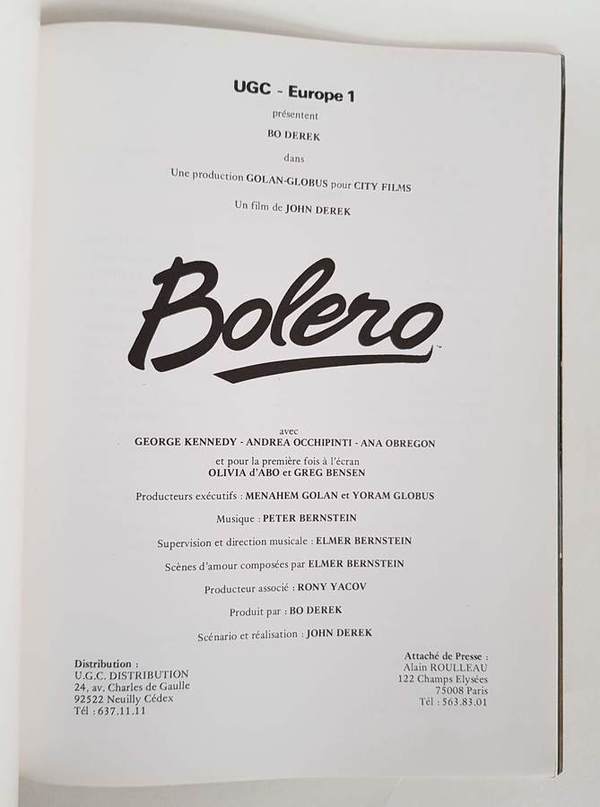 UGC - Europe 1
présentent
BO DEREK
dans
Une production GOLAN-GLOBUS pour CITY FILMS
Un film de JOHN DEREK
Bolero
avec
GEORGE KENNEDY - ANDREA OCCHIPINTI - ANA OBREGON
et pour la première fois à l'écran
OLIVIA d'ABO et GREG BENSEN
Producteurs exécutifs : MENAHEM GOLAN et YORAM GLOBUS
Musique : PETER BERNSTEIN
Supervision et direction musicale : ELMER BERNSTEIN
Scènes d'amour composées par ELMER BERNSTEIN
Producteur associé : RONY YACOV
Produit par : BO DEREK
Scénario et réalisation : JOHN DEREK
Distribution :
U.G.C. DISTRIBUTION
24, av. Charles de Gaulle
92522 Neuilly Cédex
Tél : 637.11.11
Attaché de Presse :
Alain ROULLEAU
122 Champs Elysées
75008 Paris
Tél : 563.83.01